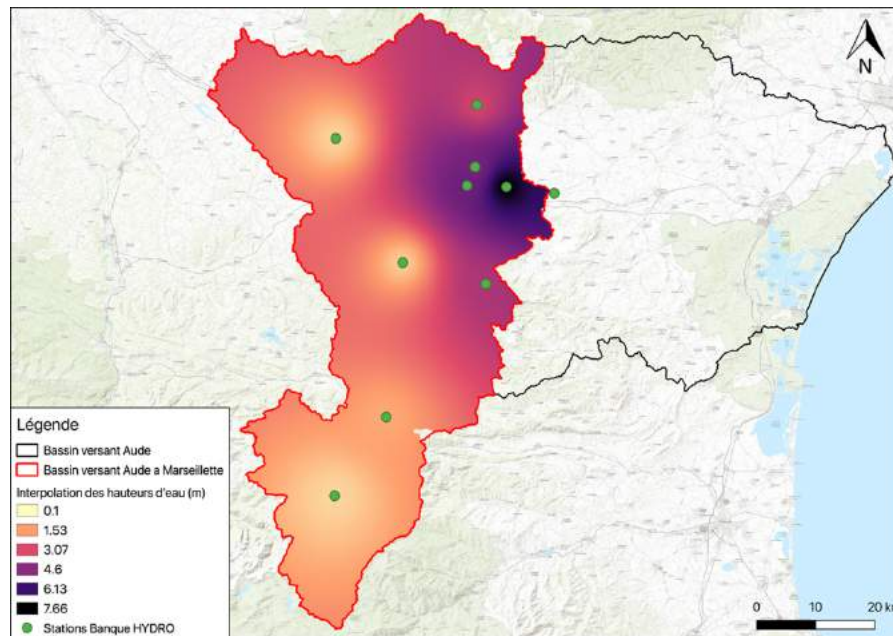 N
Légende
Bassin versant Aude
Bassin versant Aude a Marseillette
Interpolation des hauteurs d'eau (m)
0.1
1.53
3.07
4.6
6.13
7.66
Stations Banque HYDRO
0 10 20 km